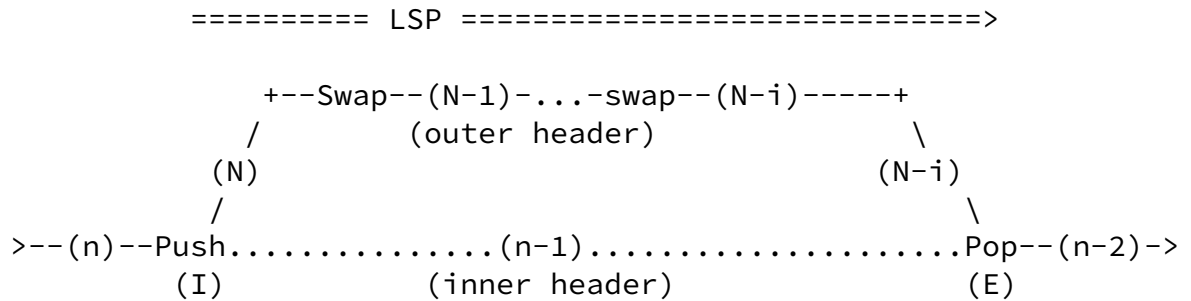 ========== LSP =============================>
+--Swap--(N-1)-...-swap--(N-i)-----+
/ (outer header) \
(N) (N-i)
/ \
>--(n)--Push...............(n-1).....................Pop--(n-2)->
(I) (inner header) (E)